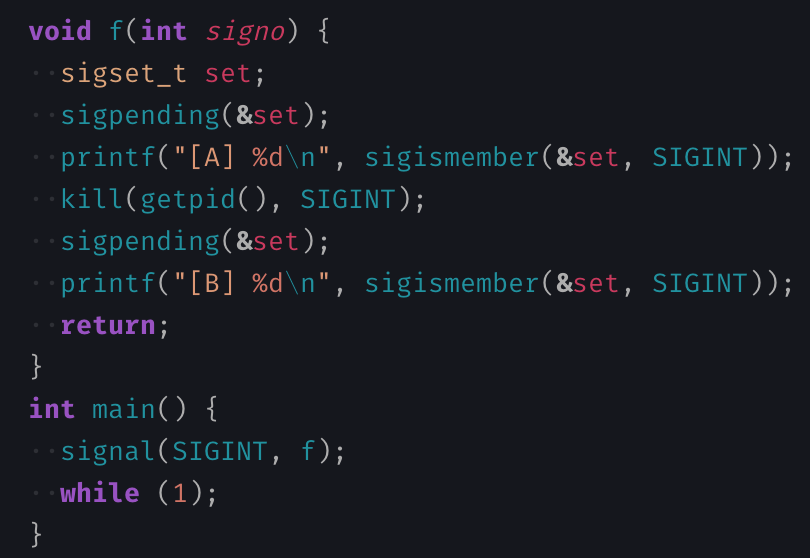 void f(int signo) {
  sigset_t set;
  sigpending(&set);
  printf("[A] %d\n", sigismember(&set, SIGINT));
  kill(getpid(), SIGINT);
  sigpending(&set);
  printf("[B] %d\n", sigismember(&set, SIGINT));
  return;
}
int main() {
  signal(SIGINT, f);
  while (1);
}